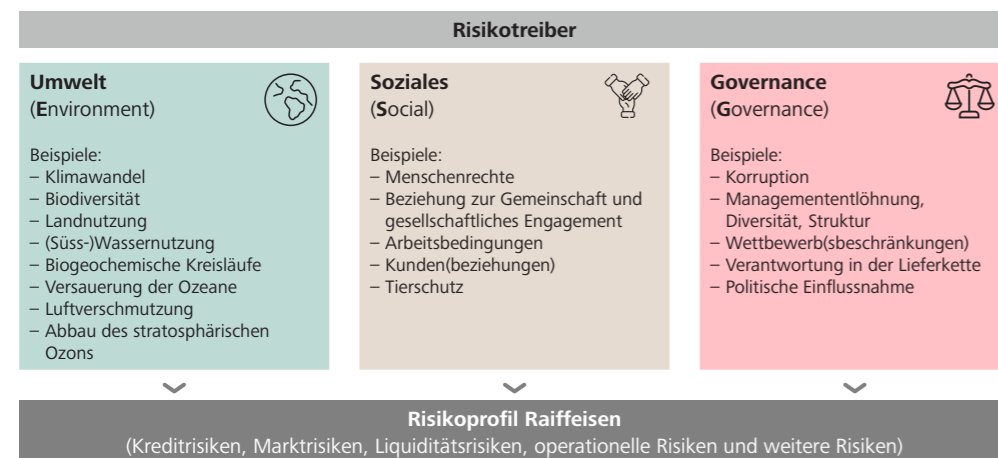 Risikotreiber
Umwelt
(Environment)
Beispiele:
– Klimawandel
– Biodiversität
– Landnutzung
– (Süss-)Wassernutzung
– Biogeochemische Kreisläufe
– Versauerung der Ozeane
– Luftverschmutzung
– Abbau des stratosphärischen
Ozons
Soziales
(Social)
Beispiele:
– Menschenrechte
– Beziehung zur Gemeinschaft und
gesellschaftliches Engagement
– Arbeitsbedingungen
– Kunden(beziehungen)
– Tierschutz
Governance
(Governance)
Beispiele:
– Korruption
– Managemententlöhnung,
Diversität, Struktur
– Wettbewerb(sbeschränkungen)
– Verantwortung in der Lieferkette
– Politische Einflussnahme
Risikoprofil Raiffeisen
(Kreditrisiken, Marktrisiken, Liquiditätsrisiken, operationelle Risiken und weitere Risiken)